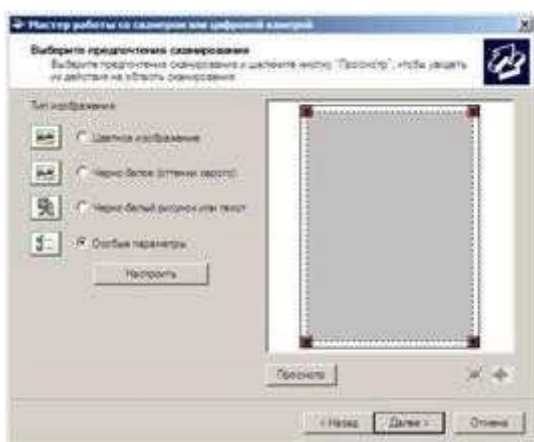 Мастер работы со сканером или цифровой камерой
Выберите предпочтения сканирования
Выберите предпочтения сканирования и щелкните кнопку "Просмотр", чтобы увидеть
их действие на область сканирования.
Тип изображения
Цветное изображение
Черно-белое (оттенки серого)
Черно-белый рисунок или текст
Особые параметры
Настроить
Просмотр
< Назад
Далее >
Отмена